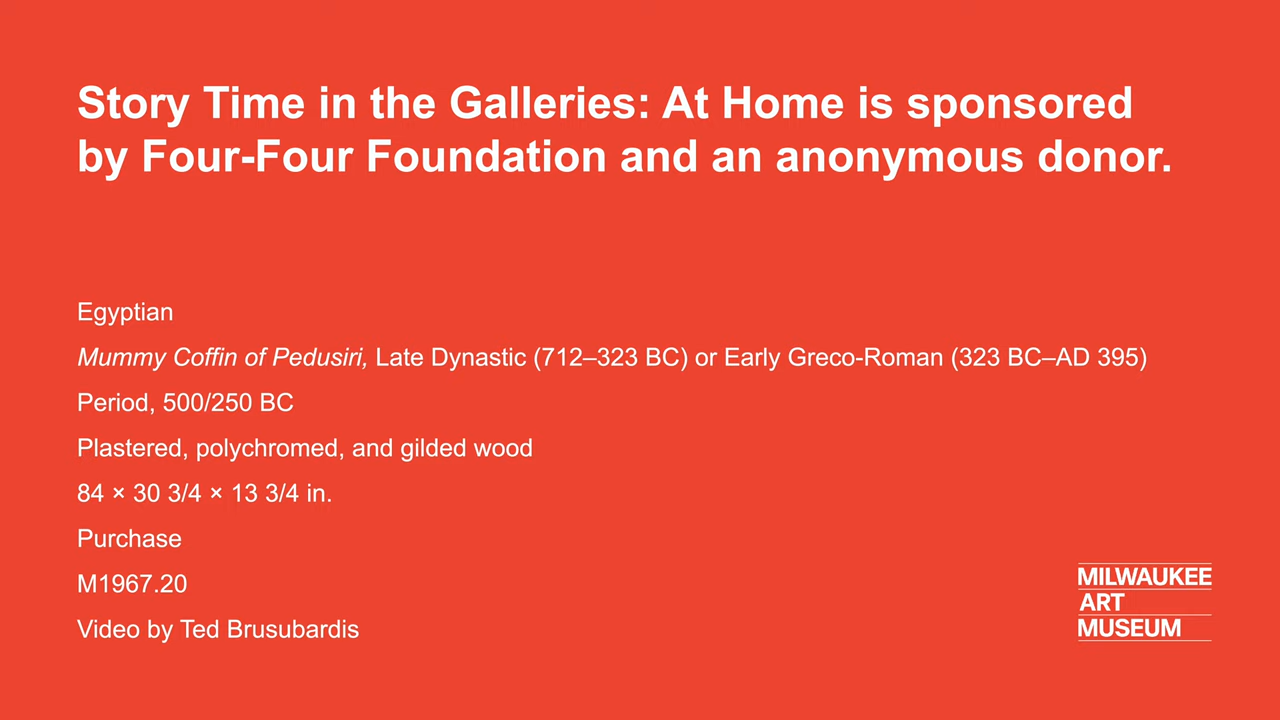 Story Time in the Galleries: At Home is sponsored
by Four-Four Foundation and an anonymous donor.
Egyptian
Mummy Coffin of Pedusiri, Late Dynastic (712–323 BC) or Early Greco-Roman (323 BC–AD 395)
Period, 500/250 BC
Plastered, polychromed, and gilded wood
84 × 30 3/4 × 13 3/4 in.
Purchase
M1967.20
Video by Ted Brusubardis
MILWAUKEE
ART
MUSEUM